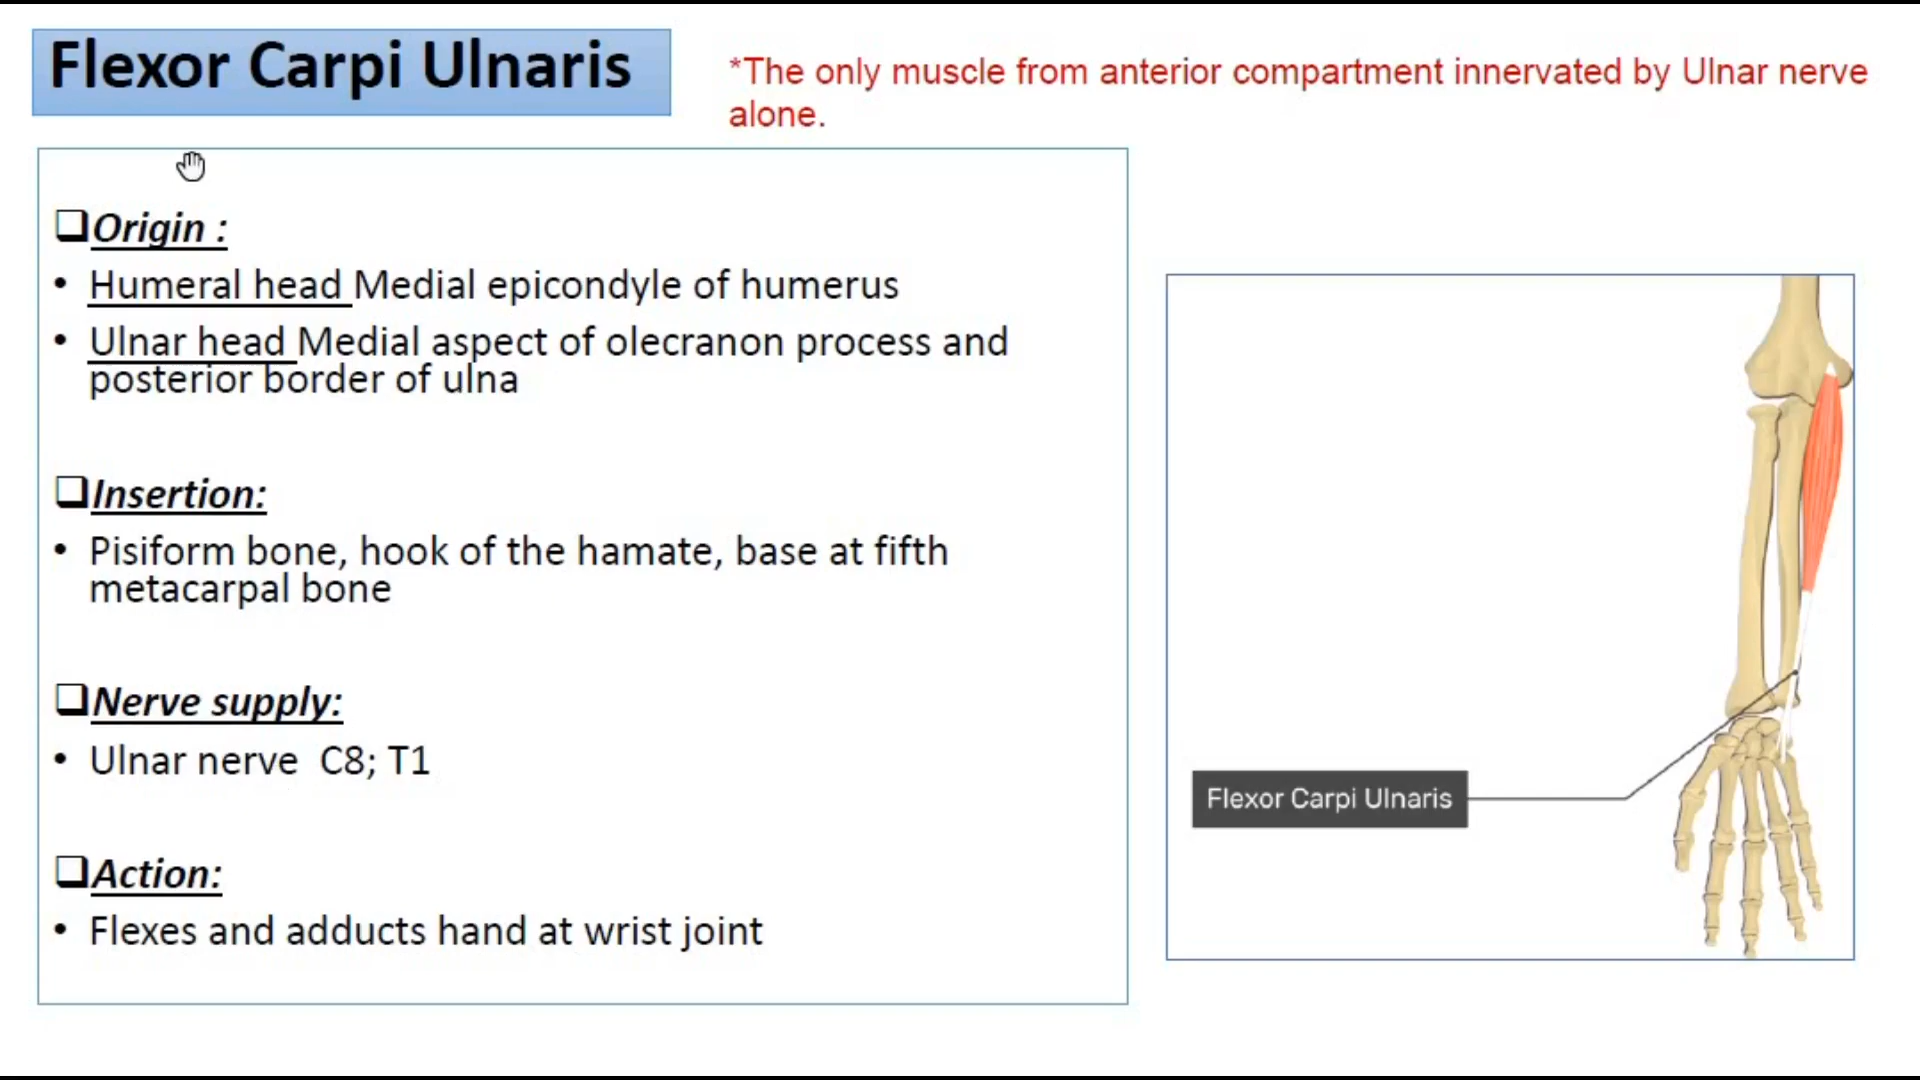 Flexor Carpi Ulnaris
*The only muscle from anterior compartment innervated by Ulnar nerve
alone.
❑Origin :
• Humeral head Medial epicondyle of humerus
• Ulnar head Medial aspect of olecranon process and
posterior border of ulna
❑Insertion:
• Pisiform bone, hook of the hamate, base at fifth
metacarpal bone
❑Nerve supply:
• Ulnar nerve  C8; T1
❑Action:
• Flexes and adducts hand at wrist joint
Flexor Carpi Ulnaris